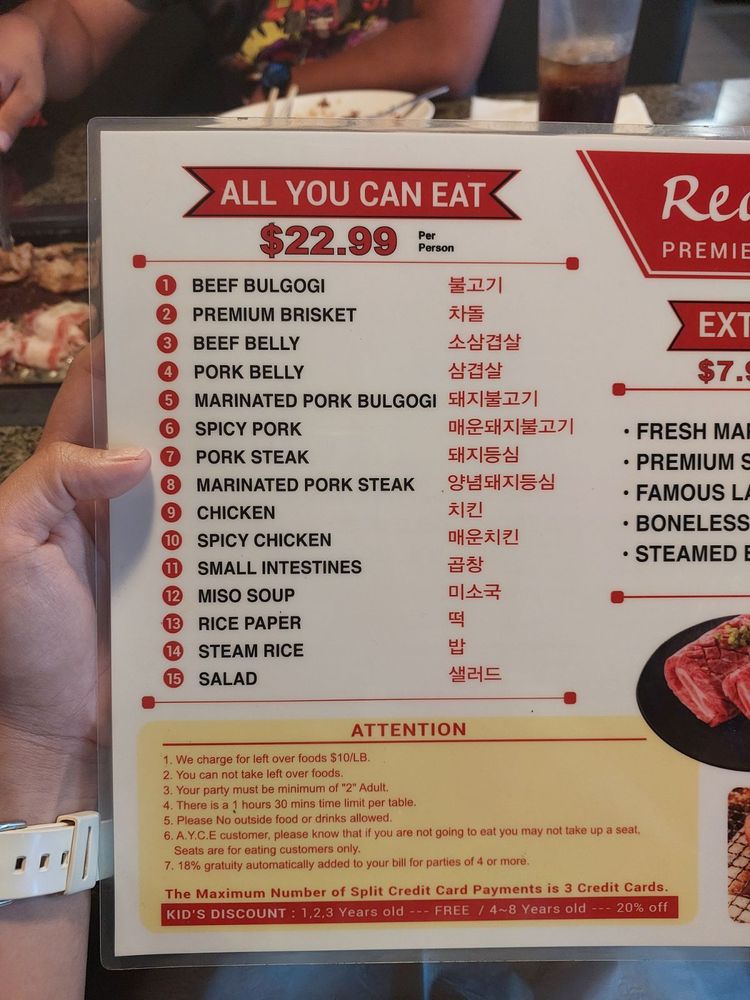 ALL YOU CAN EAT
$22.99 Per Person
1 BEEF BULGOGI 불고기
2 PREMIUM BRISKET 차돌
3 BEEF BELLY 소삼겹살
4 PORK BELLY 삼겹살
5 MARINATED PORK BULGOGI 돼지불고기
6 SPICY PORK 매운돼지불고기
7 PORK STEAK 돼지등심
8 MARINATED PORK STEAK 양념돼지등심
9 CHICKEN 치킨
10 SPICY CHICKEN 매운치킨
11 SMALL INTESTINES 곱창
12 MISO SOUP 미소국
13 RICE PAPER 떡
14 STEAM RICE 밥
15 SALAD 샐러드
ATTENTION
1. We charge for left over foods $10/LB.
2. You can not take left over foods.
3. Your party must be minimum of "2" Adult.
4. There is a 1 hours 30 mins time limit per table.
5. Please No outside food or drinks allowed.
6. A.Y.C.E customer, please know that if you are not going to eat you may not take up a seat,
Seats are for eating customers only.
7. 18% gratuity automatically added to your bill for parties of 4 or more.
The Maximum Number of Split Credit Card Payments is 3 Credit Cards.
KID'S DISCOUNT : 1,2,3 Years old --- FREE / 4~8 Years old --- 20% off
PREMIE
EXT
$7.9
• FRESH MA
• PREMIUM S
• FAMOUS LA
• BONELESS
• STEAMED